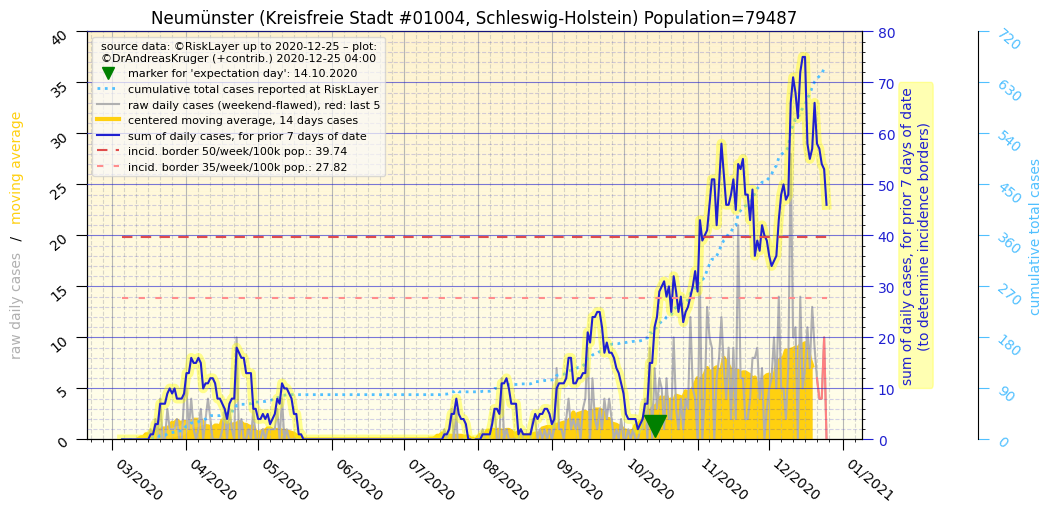 Neumünster (Kreisfreie Stadt #01004, Schleswig-Holstein) Population=79487
source data: ©RiskLayer up to 2020-12-25 – plot:
©DrAndreasKruger (+contrib.) 2020-12-25 04:00
marker for 'expectation day': 14.10.2020
cumulative total cases reported at RiskLayer
raw daily cases (weekend-flawed), red: last 5
centered moving average, 14 days cases
sum of daily cases, for prior 7 days of date
incid. border 50/week/100k pop.: 39.74
incid. border 35/week/100k pop.: 27.82
raw daily cases / moving average
40
35
30
25
20
15
10
5
0
80
70
60
50
40
30
20
10
0
sum of daily cases, for prior 7 days of date
(to determine incidence borders)
720
630
540
450
360
270
180
90
0
cumulative total cases
03/2020
04/2020
05/2020
06/2020
07/2020
08/2020
09/2020
10/2020
11/2020
12/2020
01/2021